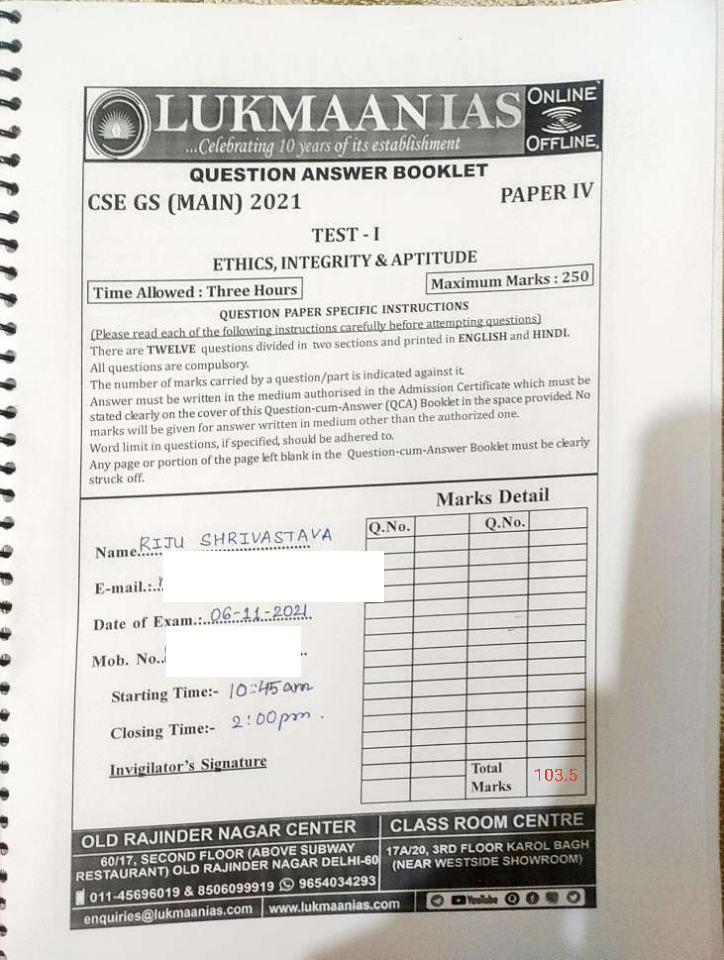 LUKMAAN IAS
...Celebrating 10 years of its establishment
ONLINE
OFFLINE
QUESTION ANSWER BOOKLET
CSE GS (MAIN) 2021
PAPER IV
TEST - I
ETHICS, INTEGRITY & APTITUDE
Time Allowed : Three Hours
Maximum Marks : 250
QUESTION PAPER SPECIFIC INSTRUCTIONS
(Please read each of the following instructions carefully before attempting questions)
There are TWELVE questions divided in two sections and printed in ENGLISH and HINDI.
All questions are compulsory.
The number of marks carried by a question/part is indicated against it.
Answer must be written in the medium authorised in the Admission Certificate which must be
stated clearly on the cover of this Question-cum-Answer (QCA) Booklet in the space provided. No
marks will be given for answer written in medium other than the authorized one.
Word limit in questions, if specified, should be adhered to.
Any page or portion of the page left blank in the Question-cum-Answer Booklet must be clearly
struck off.
Marks Detail
Q.No.
Q.No.
Name...... RIJU SHRIVASTAVA
E-mail.:..
Date of Exam.:.. 06-11-2021
Mob. No..
Starting Time:- 10:45 am
Closing Time:- 2:00 pm.
Invigilator's Signature
Total
Marks
103.5
OLD RAJINDER NAGAR CENTER
60/17, SECOND FLOOR (ABOVE SUBWAY
RESTAURANT) OLD RAJINDER NAGAR DELHI-60
011-45696019 & 8506099919 9654034293
enquiries@lukmaanias.com www.lukmaanias.com
CLASS ROOM CENTRE
17A/20, 3RD FLOOR KAROL BAGH
(NEAR WESTSIDE SHOWROOM)
YouTube